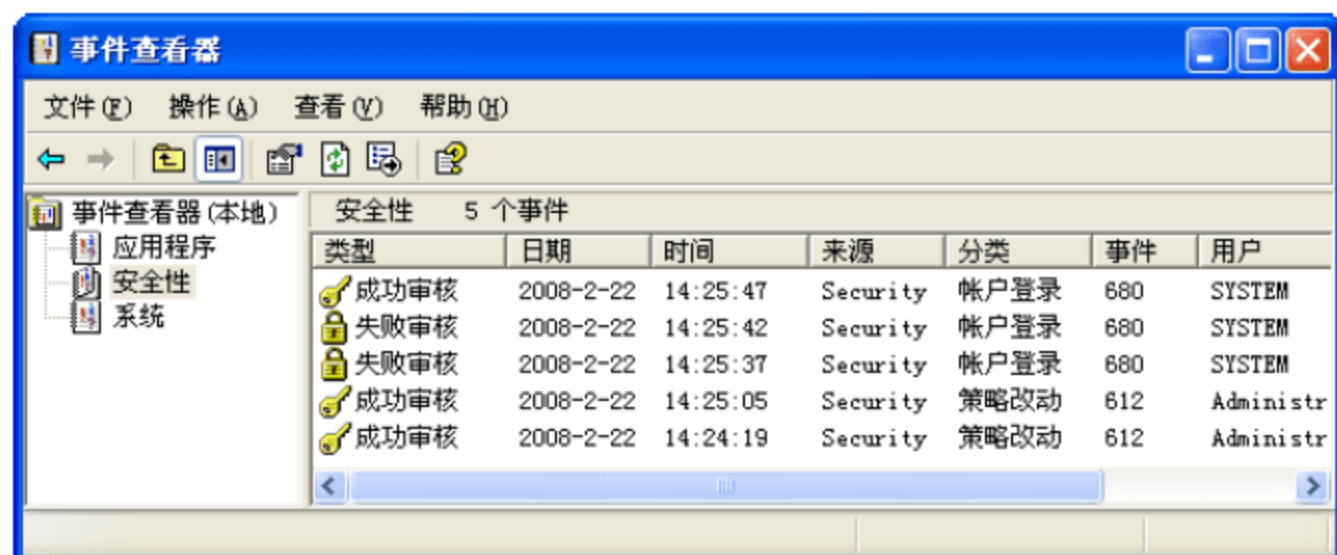 事件查看器
文件(F) 操作(A) 查看(V) 帮助(H)
事件查看器(本地)
应用程序
安全性
系统
安全性 5 个事件
类型 日期 时间 来源 分类 事件 用户
成功审核 2008-2-22 14:25:47 Security 帐户登录 680 SYSTEM
失败审核 2008-2-22 14:25:42 Security 帐户登录 680 SYSTEM
失败审核 2008-2-22 14:25:37 Security 帐户登录 680 SYSTEM
成功审核 2008-2-22 14:25:05 Security 策略改动 612 Administr
成功审核 2008-2-22 14:24:19 Security 策略改动 612 Administr